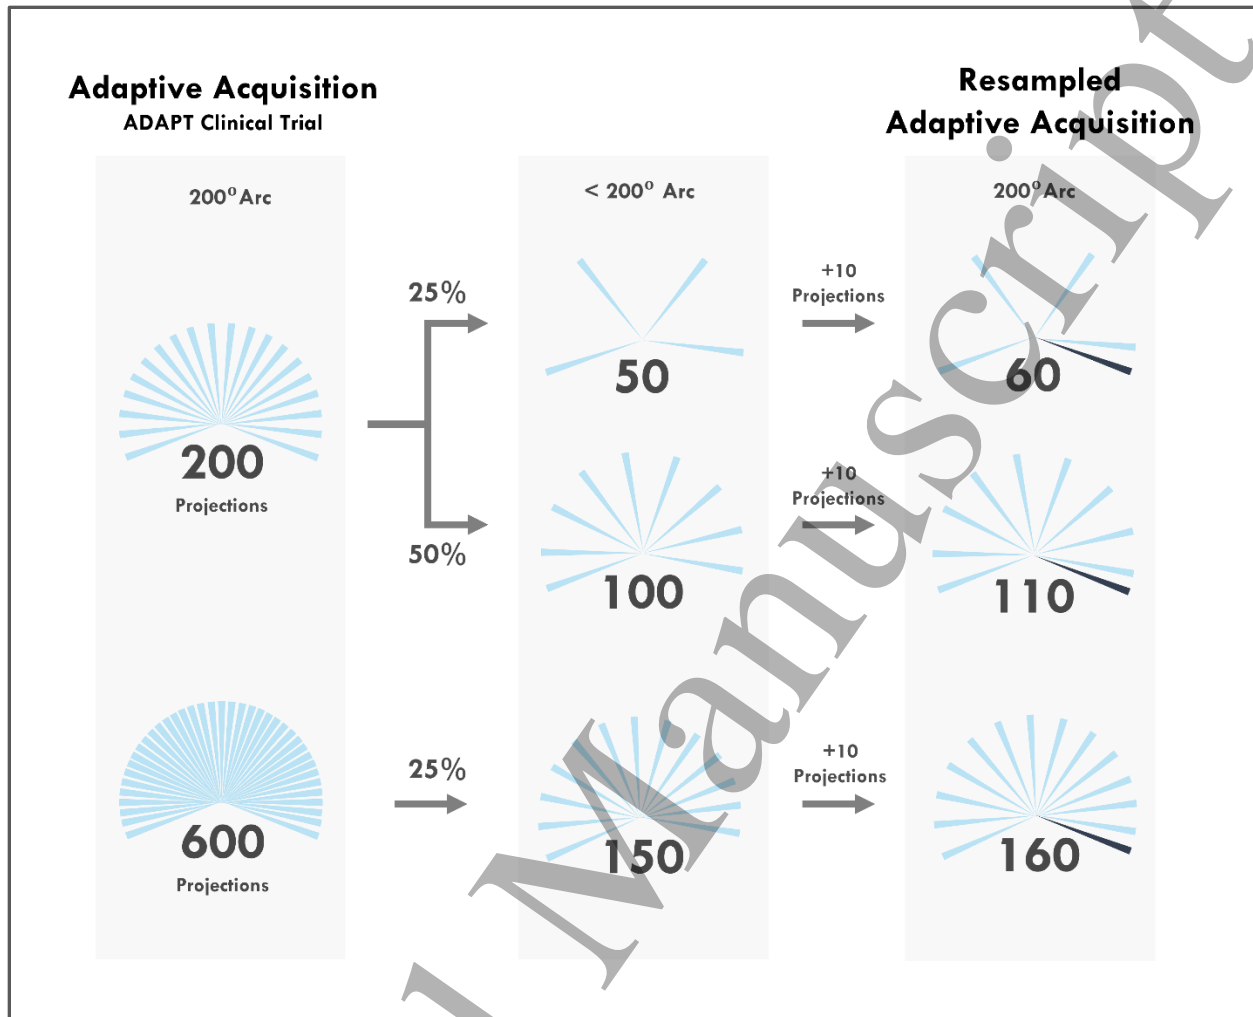 Adaptive Acquisition
ADAPT Clinical Trial
Resampled
Adaptive Acquisition
200° Arc
< 200° Arc
200° Arc
25%
50
+10
Projections
60
200
Projections
50%
100
+10
Projections
110
600
Projections
25%
150
+10
Projections
160
Manuscript